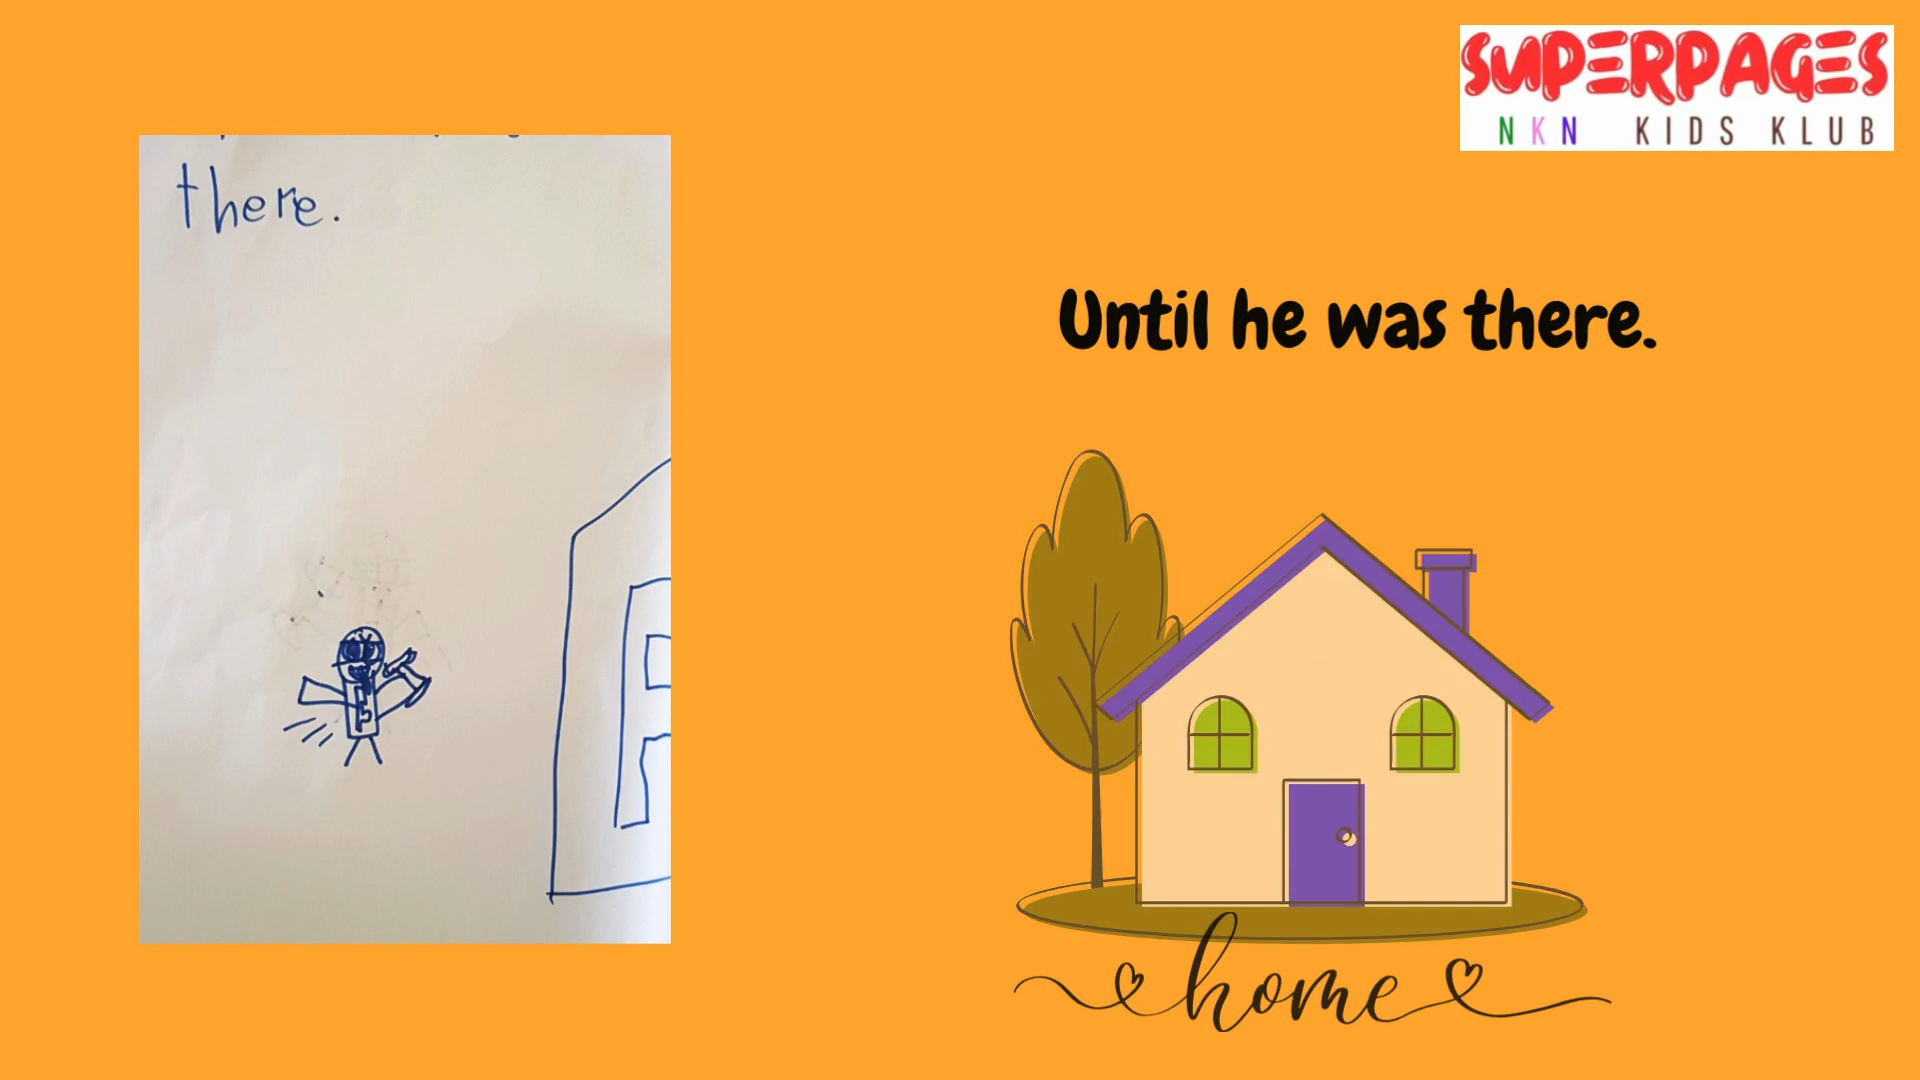 SUPERPAGES
NKN KIDS KLUB
there.
Until he was there.
home